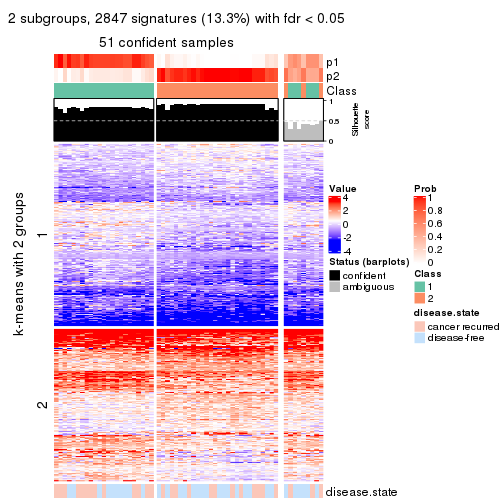 2 subgroups, 2847 signatures (13.3%) with fdr < 0.05
51 confident samples
p1
p2
Class
1
0.5
0
Silhouette
score
k-means with 2 groups
1
2
disease.state
Value
4
2
0
-2
-4
Status (barplots)
confident
ambiguous
Prob
1
0.8
0.6
0.4
0.2
0
Class
1
2
disease.state
cancer recurred
disease-free